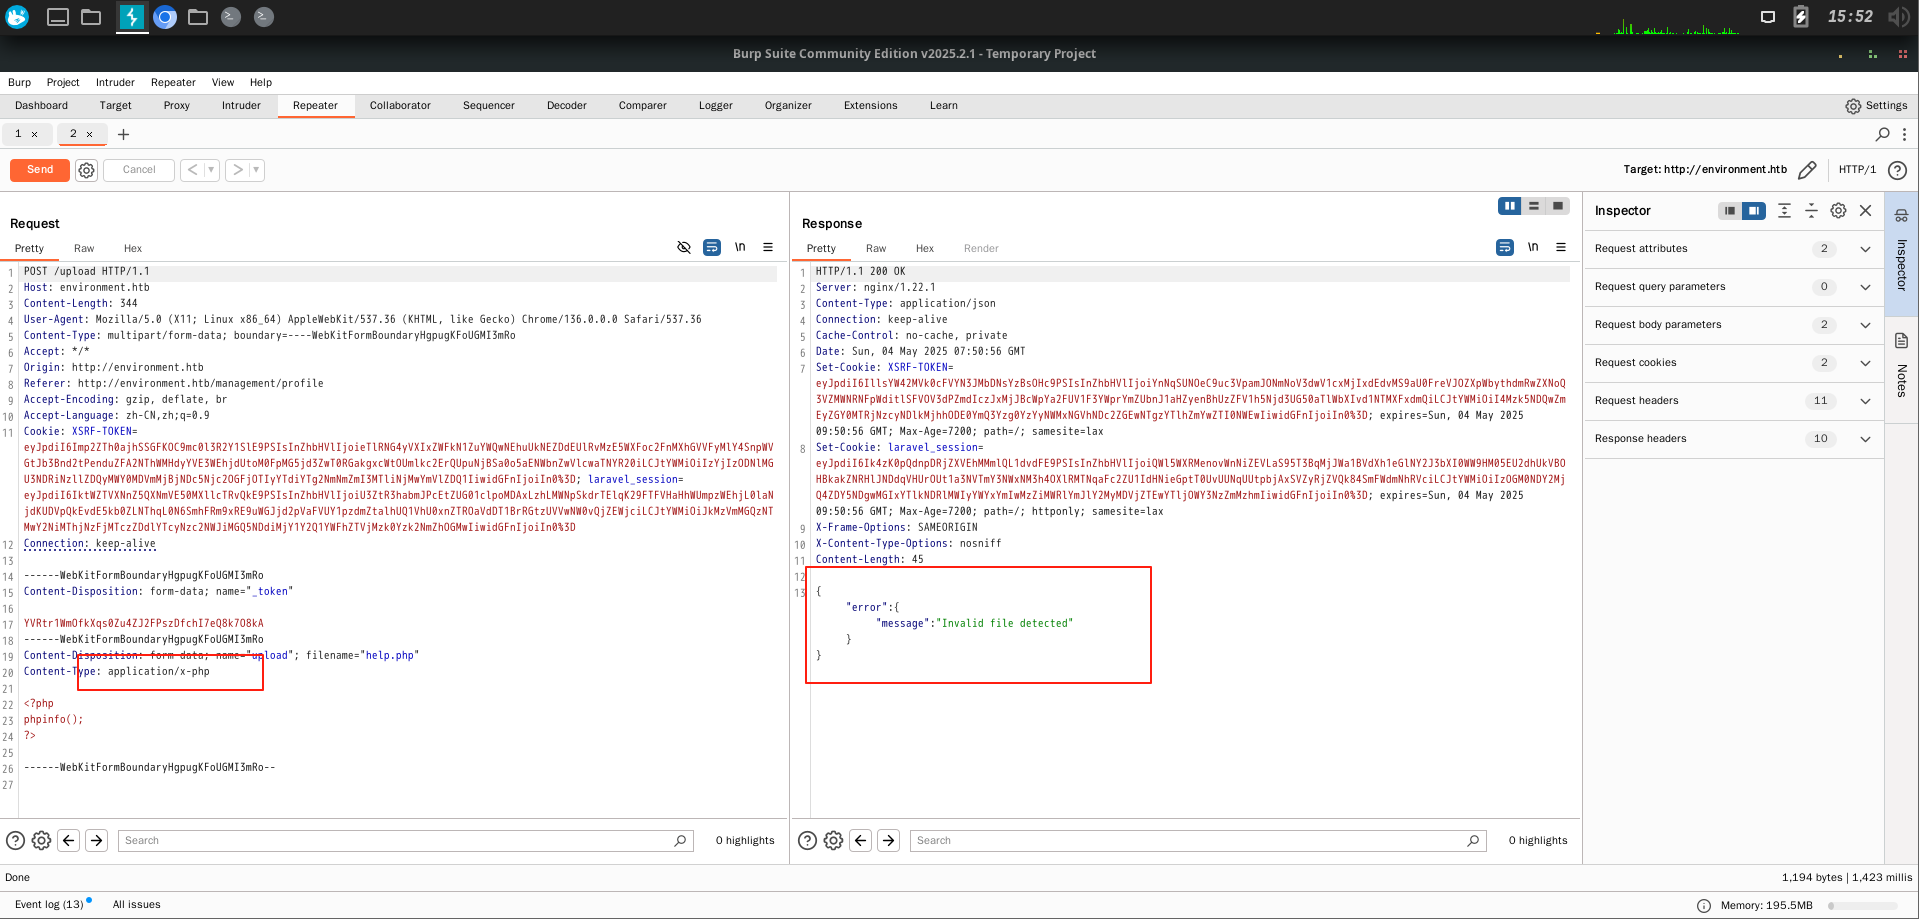 15:52
Burp Suite Community Edition v2025.2.1 - Temporary Project
Burp Project Intruder Repeater View Help
Dashboard Target Proxy Intruder Repeater Collaborator Sequencer Decoder Comparer Logger Organizer Extensions Learn Settings
1 × 2 × +
Send Cancel < > Target: http://environment.htb HTTP/1
Request
Pretty Raw Hex \n
1 POST /upload HTTP/1.1
2 Host: environment.htb
3 Content-Length: 344
4 User-Agent: Mozilla/5.0 (X11; Linux x86_64) AppleWebKit/537.36 (KHTML, like Gecko) Chrome/136.0.0.0 Safari/537.36
5 Content-Type: multipart/form-data; boundary=----WebKitFormBoundaryHgpugKFoUGMI3mRo
6 Accept: */*
7 Origin: http://environment.htb
8 Referer: http://environment.htb/management/profile
9 Accept-Encoding: gzip, deflate, br
10 Accept-Language: zh-CN,zh;q=0.9
11 Cookie: XSRF-TOKEN=
; laravel_session=
12 Connection: keep-alive
13
14 ------WebKitFormBoundaryHgpugKFoUGMI3mRo
15 Content-Disposition: form-data; name="_token"
16
17 YVRtr1WmOfkXqs0Zu4ZJ2FPszDfchI7eQ8k7O8kA
18 ------WebKitFormBoundaryHgpugKFoUGMI3mRo
19 Content-Disposition: form-data; name="upload"; filename="help.php"
20 Content-Type: application/x-php
21
22 <?php
23 phpinfo();
24 ?>
25
26 ------WebKitFormBoundaryHgpugKFoUGMI3mRo--
27
Search 0 highlights
Response
Pretty Raw Hex Render \n
1 HTTP/1.1 200 OK
2 Server: nginx/1.22.1
3 Content-Type: application/json
4 Connection: keep-alive
5 Cache-Control: no-cache, private
6 Date: Sun, 04 May 2025 07:50:56 GMT
7 Set-Cookie: XSRF-TOKEN=
; expires=Sun, 04 May 2025
09:50:56 GMT; Max-Age=7200; path=/; samesite=lax
8 Set-Cookie: laravel_session=
; expires=Sun, 04 May 2025
09:50:56 GMT; Max-Age=7200; path=/; httponly; samesite=lax
9 X-Frame-Options: SAMEORIGIN
10 X-Content-Type-Options: nosniff
11 Content-Length: 45
12
13 {
"error":{
"message":"Invalid file detected"
}
}
Search 0 highlights
Inspector
Request attributes 2
Request query parameters 0
Request body parameters 2
Request cookies 2
Request headers 11
Response headers 10
Inspector
Notes
Done 1,194 bytes | 1,423 millis
Event log (13) All issues Memory: 195.5MB